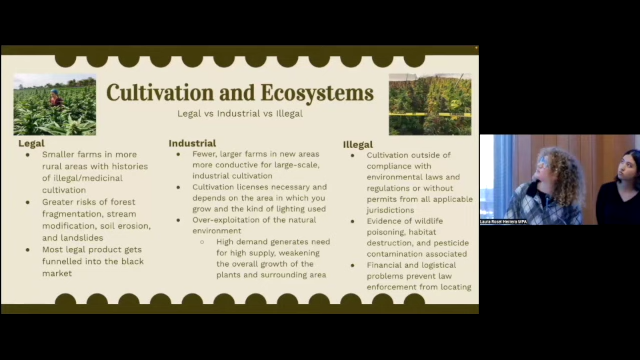 Cultivation and Ecosystems
Legal vs Industrial vs Illegal
Legal
Smaller farms in more
rural areas with histories
of illegal/medicinal
cultivation
Greater risks of forest
fragmentation, stream
modification, soil erosion,
and landslides
Most legal product gets
funnelled into the black
market
Industrial
Fewer, larger farms in new areas
more conductive for large-scale,
industrial cultivation
Cultivation licenses necessary and
depends on the area in which you
grow and the kind of lighting used
Over-exploitation of the natural
environment
High demand generates need
for high supply, weakening
the overall growth of the
plants and surrounding area
Illegal
Cultivation outside of
compliance with
environmental laws and
regulations or without
permits from all applicable
jurisdictions
Evidence of wildlife
poisoning, habitat
destruction, and pesticide
contamination associated
Financial and logistical
problems prevent law
enforcement from locating
Laura Reed Herrera UPA